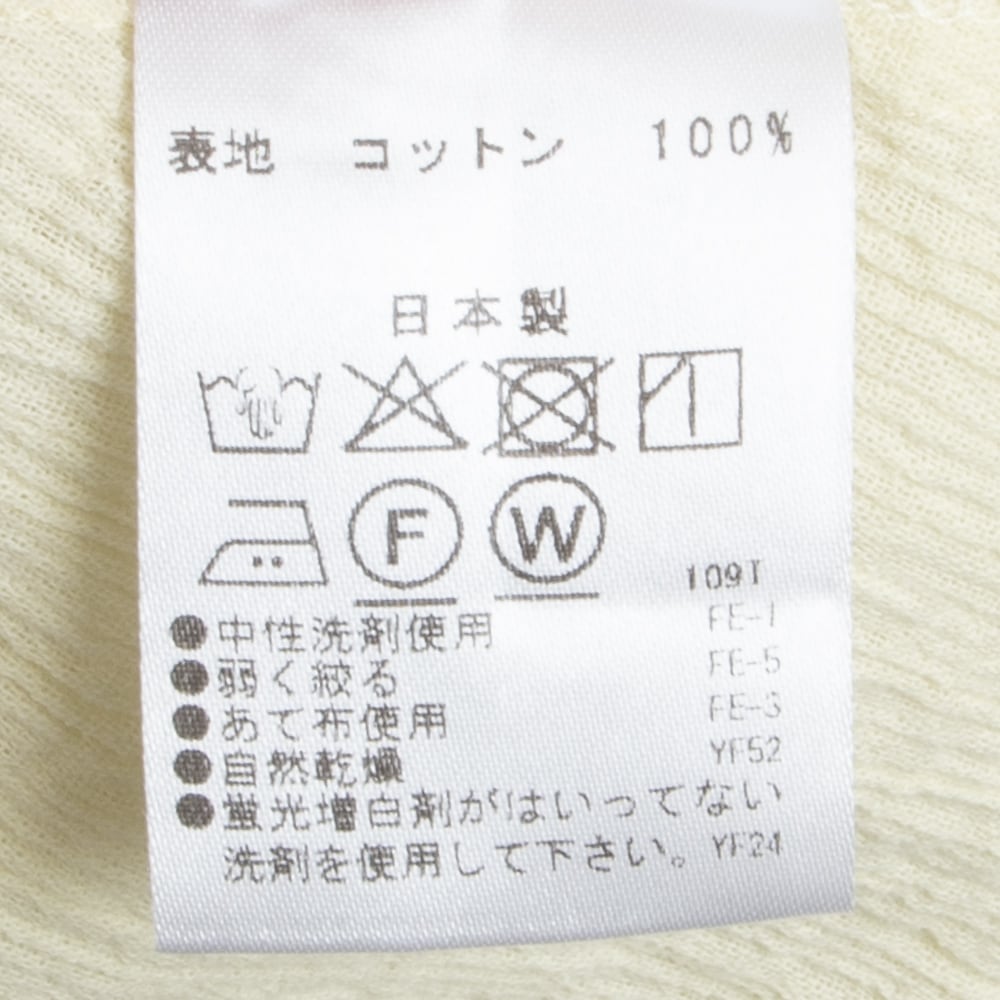 表地　コットン　100%
日本製
F W
109T
●中性洗剤使用 FE-1
●弱く絞る FE-5
●あて布使用 FE-3
●自然乾燥 YF52
●蛍光増白剤がはいってない
洗剤を使用して下さい。 YF24